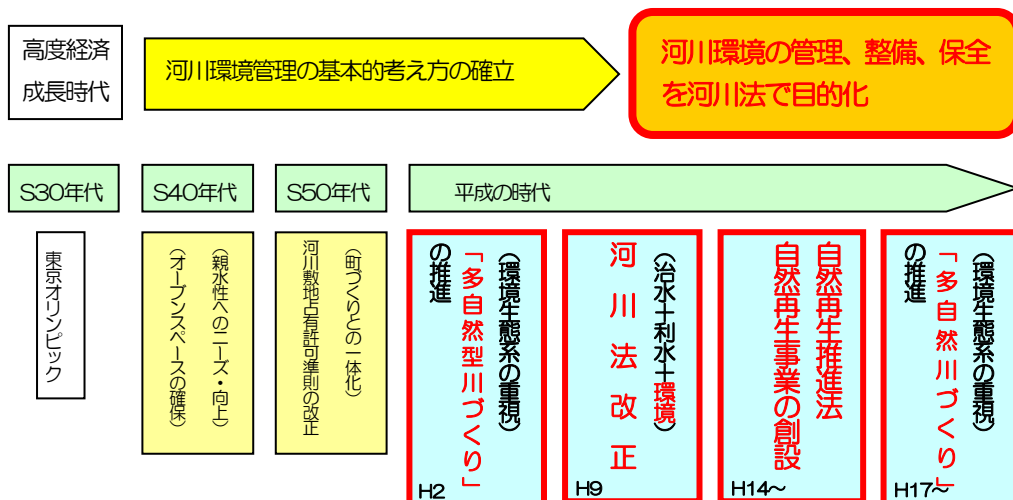 高度経済
成長時代
河川環境管理の基本的考え方の確立
河川環境の管理、整備、保全
を河川法で目的化
S30年代
S40年代
S50年代
平成の時代
東京オリンピック
(親水性へのニーズ・向上)
(オープンスペースの確保)
(町づくりとの一体化)
河川敷地占有許可準則の改正
(環境生態系の重視)
「多自然型川づくり」
の推進
H2
(治水+利水+環境)
河川法改正
H9
自然再生推進法
自然再生事業の創設
H14~
(環境生態系の重視)
「多自然川づくり」
の推進
H17~